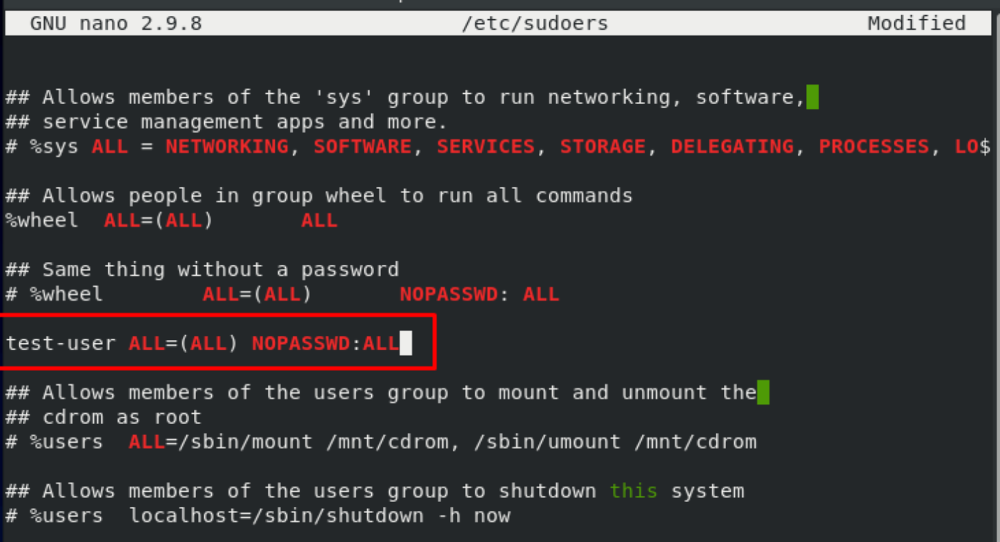 GNU nano 2.9.8 /etc/sudoers Modified
## Allows members of the 'sys' group to run networking, software,
## service management apps and more.
# %sys ALL = NETWORKING, SOFTWARE, SERVICES, STORAGE, DELEGATING, PROCESSES, LO$
## Allows people in group wheel to run all commands
%wheel  ALL=(ALL)       ALL
## Same thing without a password
# %wheel        ALL=(ALL)       NOPASSWD: ALL
test-user ALL=(ALL) NOPASSWD:ALL
## Allows members of the users group to mount and unmount the
## cdrom as root
# %users  ALL=/sbin/mount /mnt/cdrom, /sbin/umount /mnt/cdrom
## Allows members of the users group to shutdown this system
# %users  localhost=/sbin/shutdown -h now